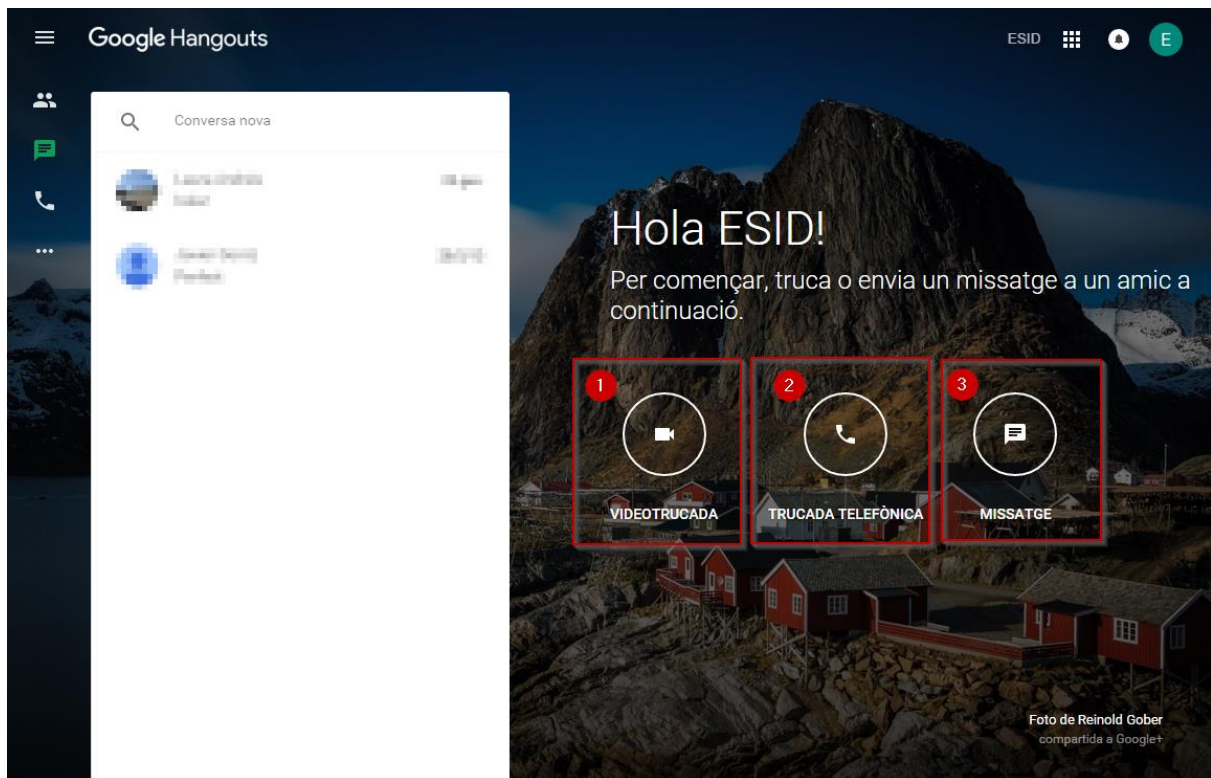 Google Hangouts
ESID
E
Conversa nova
Hola ESID!
Per començar, truca o envia un missatge a un amic a
continuació.
1
2
3
VIDEOTRUCADA
TRUCADA TELEFÒNICA
MISSATGE
Foto de Reinold Gober
compartida a Google+